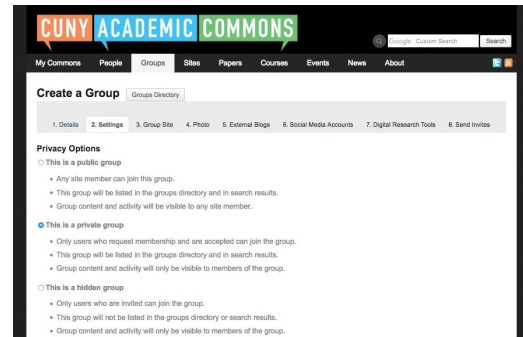 CUNY ACADEMIC COMMONS
Google Custom Search Search
My Commons People Groups Sites Papers Courses Events News About
Create a Group Groups Directory
1. Details 2. Settings 3. Group Site 4. Photo 5. External Blogs 6. Social Media Accounts 7. Digital Research Tools 8. Send Invites
Privacy Options
This is a public group
• Any site member can join this group.
• This group will be listed in the groups directory and in search results.
• Group content and activity will be visible to any site member.
This is a private group
• Only users who request membership and are accepted can join the group.
• This group will be listed in the groups directory and in search results.
• Group content and activity will only be visible to members of the group.
This is a hidden group
• Only users who are invited can join the group.
• This group will not be listed in the groups directory or search results.
• Group content and activity will only be visible to members of the group.